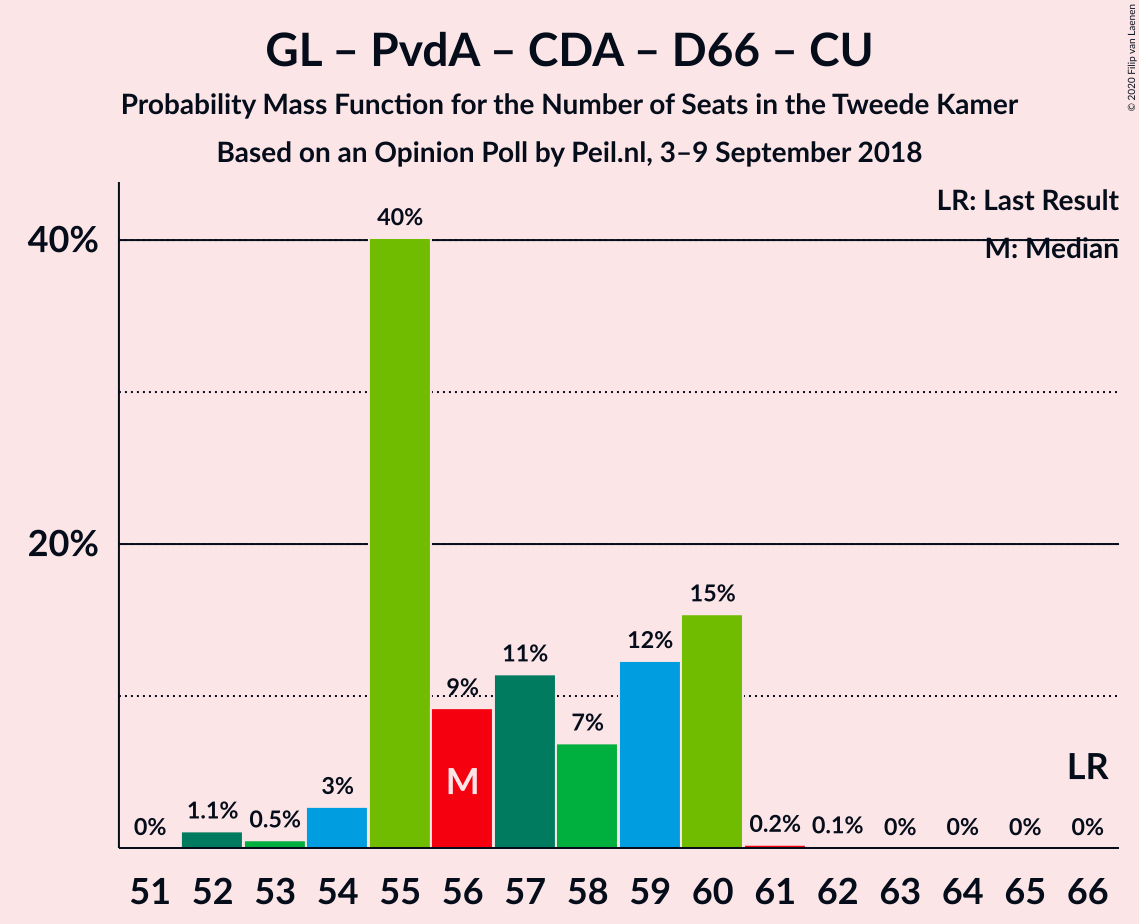 GL – PvdA – CDA – D66 – CU
Probability Mass Function for the Number of Seats in the Tweede Kamer
Based on an Opinion Poll by Peil.nl, 3–9 September 2018
© 2020 Filip van Laenen
LR: Last Result
M: Median
40%
20%
0%
1.1%
0.5%
3%
40%
9%
11%
7%
12%
15%
0.2%
0.1%
0%
0%
0%
0%
M
LR
51 52 53 54 55 56 57 58 59 60 61 62 63 64 65 66